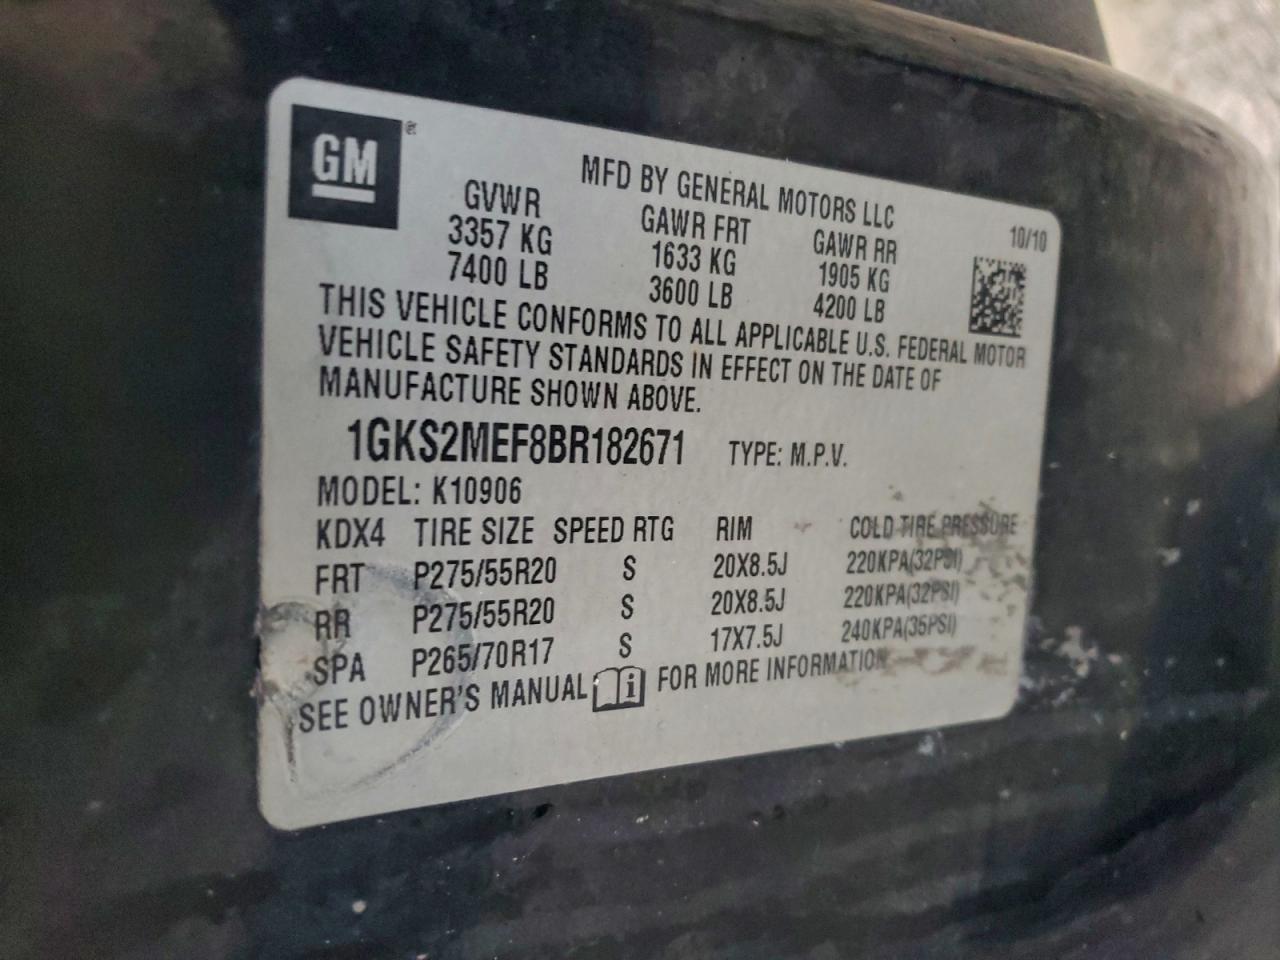 GM ®
MFD BY GENERAL MOTORS LLC
10/10
GVWR GAWR FRT GAWR RR
3357 KG 1633 KG 1905 KG
7400 LB 3600 LB 4200 LB
THIS VEHICLE CONFORMS TO ALL APPLICABLE U.S. FEDERAL MOTOR
VEHICLE SAFETY STANDARDS IN EFFECT ON THE DATE OF
MANUFACTURE SHOWN ABOVE.
1GKS2MEF8BR182671 TYPE: M.P.V.
MODEL: K10906
KDX4 TIRE SIZE SPEED RTG RIM COLD TIRE PRESSURE
FRT P275/55R20 S 20X8.5J 220KPA(32PSI)
RR P275/55R20 S 20X8.5J 220KPA(32PSI)
SPA P265/70R17 S 17X7.5J 240KPA(35PSI)
SEE OWNER'S MANUAL i FOR MORE INFORMATION